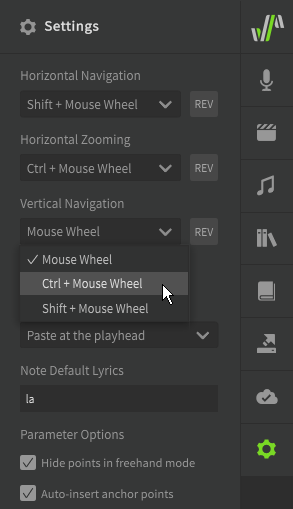 Settings
Horizontal Navigation
Shift + Mouse Wheel REV
Horizontal Zooming
Ctrl + Mouse Wheel REV
Vertical Navigation
Mouse Wheel REV
Mouse Wheel
Ctrl + Mouse Wheel
Shift + Mouse Wheel
Paste at the playhead
Note Default Lyrics
la
Parameter Options
Hide points in freehand mode
Auto-insert anchor points